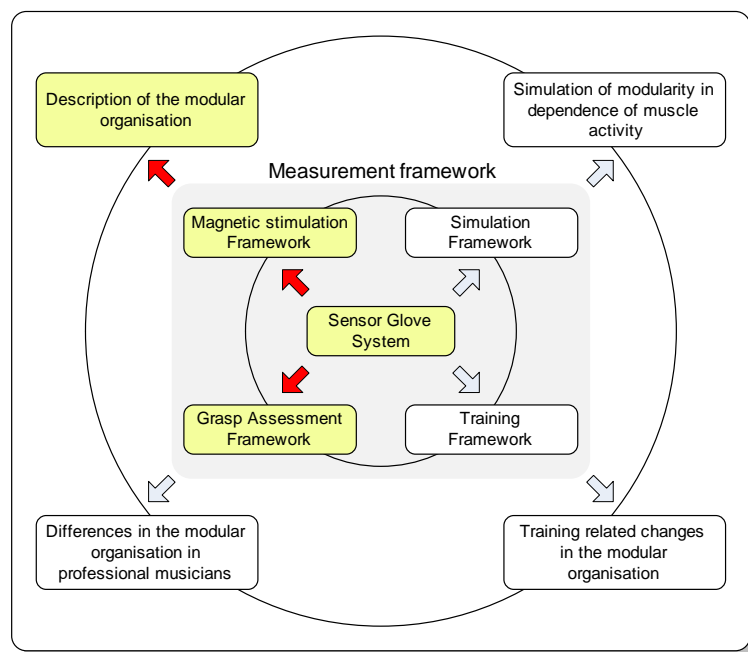 Description of the modular
organisation
Simulation of modularity in
dependence of muscle
activity
Measurement framework
Magnetic stimulation
Framework
Simulation
Framework
Sensor Glove
System
Grasp Assessment
Framework
Training
Framework
Differences in the modular
organisation in
professional musicians
Training related changes
in the modular
organisation